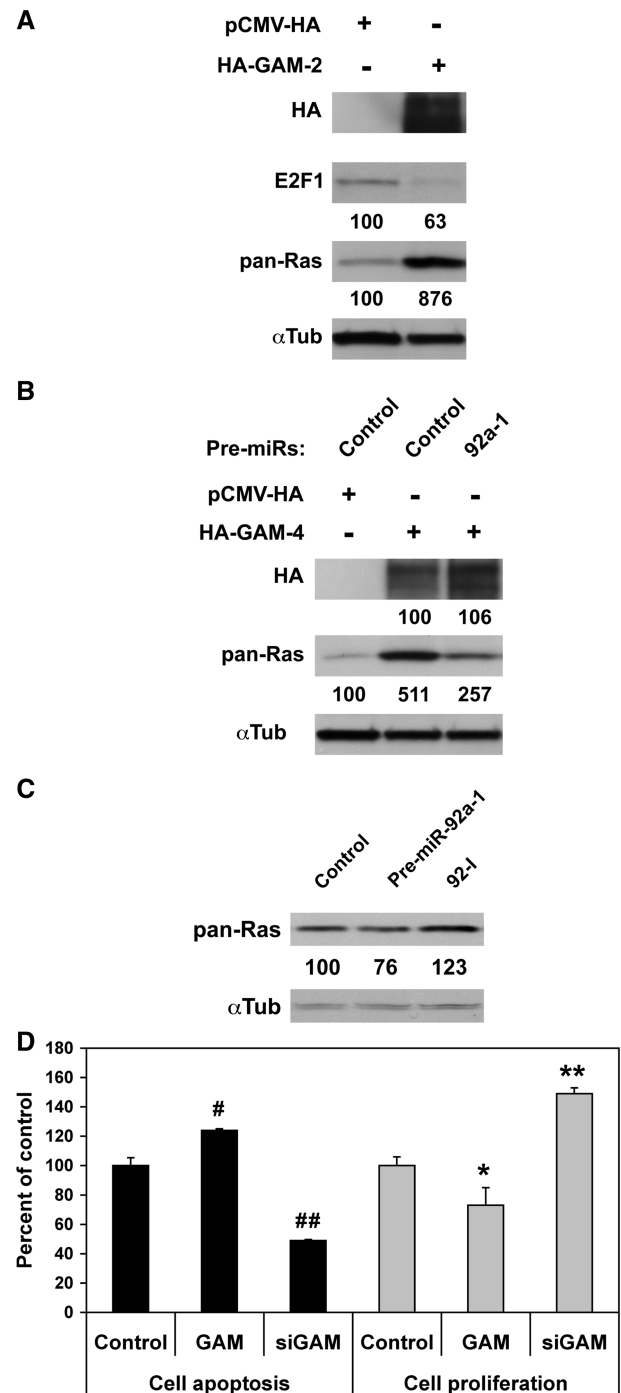 A
pCMV-HA + -
HA-GAM-2 - +
HA
E2F1
100 63
pan-Ras
100 876
αTub
B
Pre-miRs: Control Control 92a-1
pCMV-HA + - -
HA-GAM-4 - + +
HA
100 106
pan-Ras
100 511 257
αTub
C
Control Pre-miR-92a-1 92-I
pan-Ras
100 76 123
αTub
D
Percent of control
180
160
140
120
100
80
60
40
20
0
# ## * **
Control GAM siGAM Control GAM siGAM
Cell apoptosis Cell proliferation